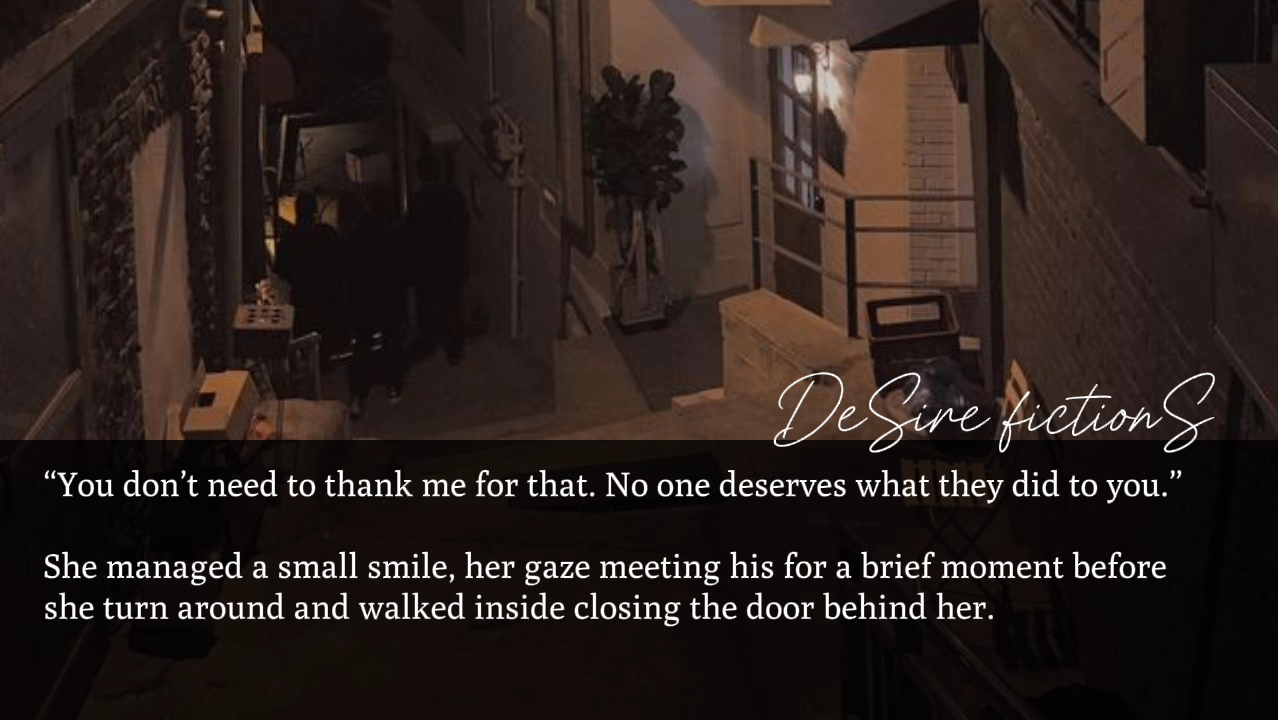 DeSire fictionS
“You don’t need to thank me for that. No one deserves what they did to you.”
She managed a small smile, her gaze meeting his for a brief moment before
she turn around and walked inside closing the door behind her.